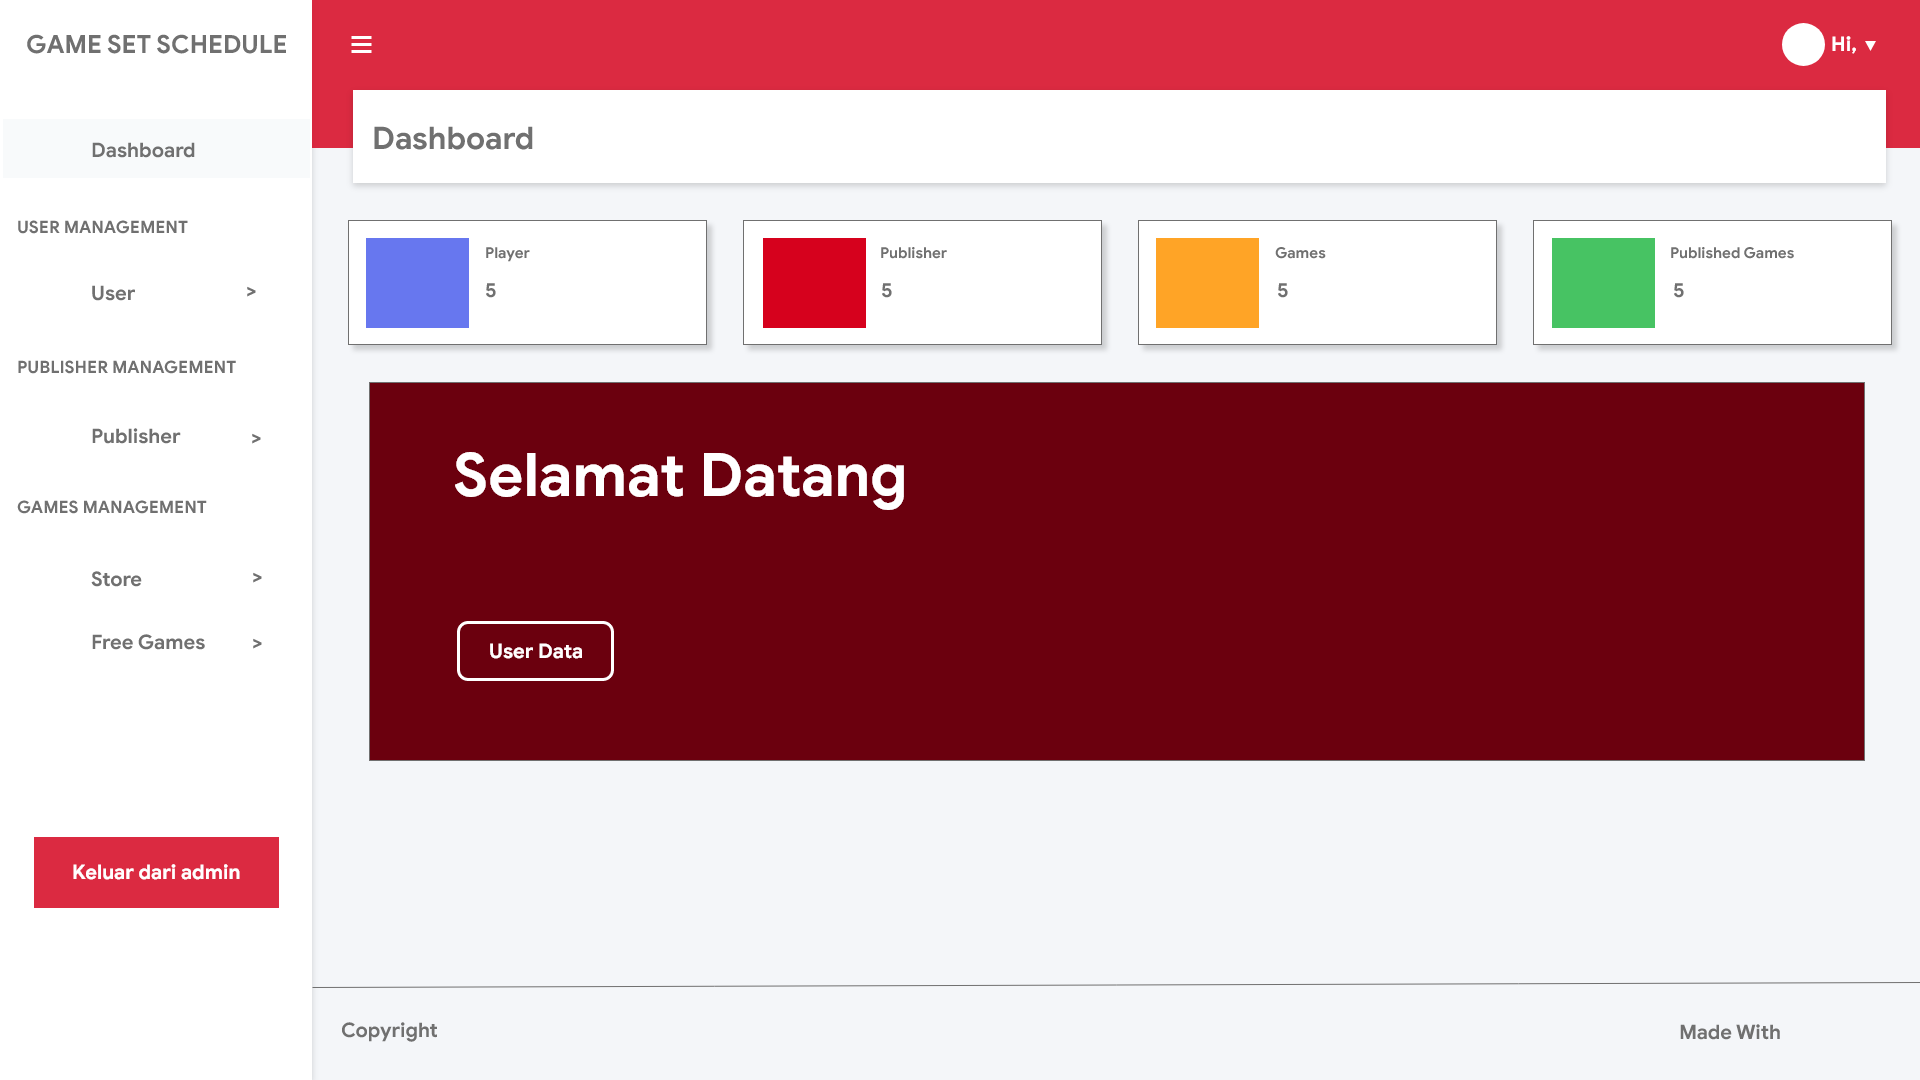 GAME SET SCHEDULE
Hi, ▼
Dashboard
Dashboard
USER MANAGEMENT
User >
PUBLISHER MANAGEMENT
Publisher >
GAMES MANAGEMENT
Store >
Free Games >
Keluar dari admin
Player
5
Publisher
5
Games
5
Published Games
5
Selamat Datang
User Data
Copyright
Made With